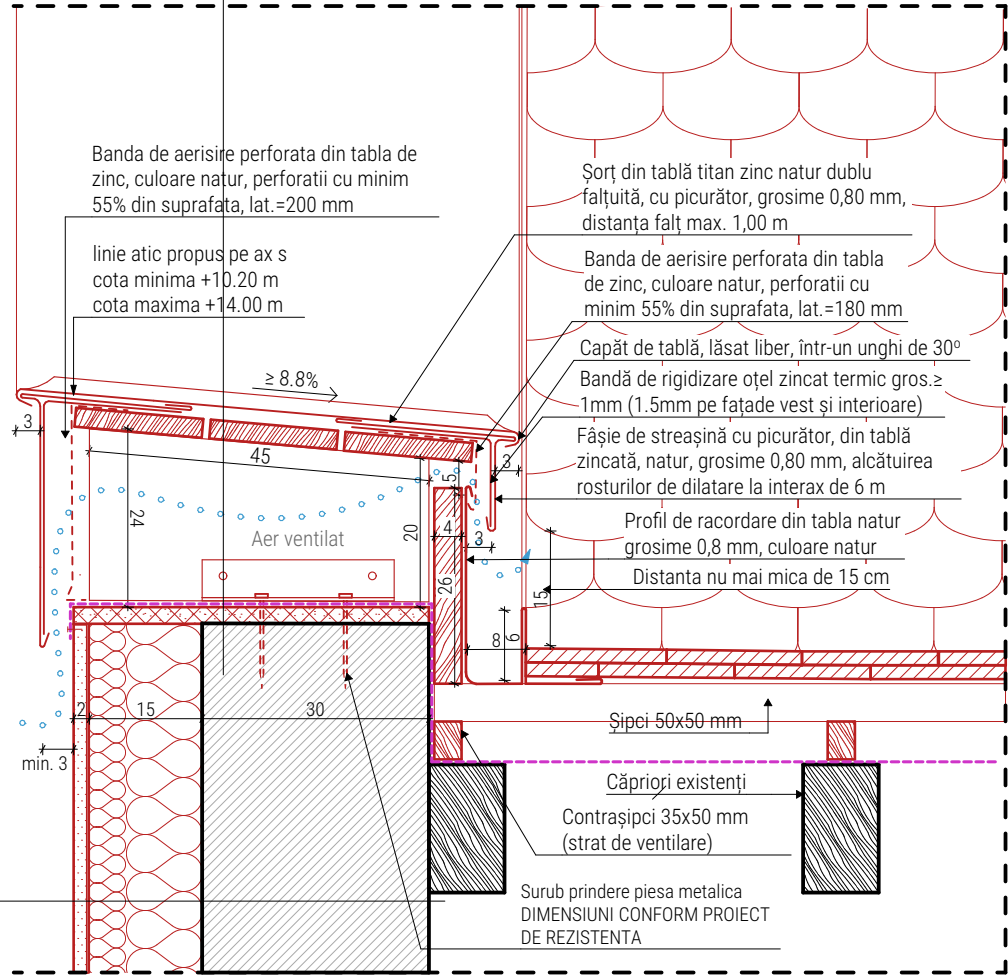 Banda de aerisire perforata din tabla de
zinc, culoare natur, perforatii cu minim
55% din suprafata, lat.=200 mm
linie atic propus pe ax s
cota minima +10.20 m
cota maxima +14.00 m
Șorț din tablă titan zinc natur dublu
fălțuită, cu picurător, grosime 0,80 mm,
distanța falț max. 1,00 m
Banda de aerisire perforata din tabla
de zinc, culoare natur, perforatii cu
minim 55% din suprafata, lat.=180 mm
Capăt de tablă, lăsat liber, într-un unghi de 30º
Bandă de rigidizare oțel zincat termic gros.≥
1mm (1.5mm pe fațade vest și interioare)
Fâșie de streașină cu picurător, din tablă
zincată, natur, grosime 0,80 mm, alcătuirea
rosturilor de dilatare la interax de 6 m
Profil de racordare din tabla natur
grosime 0,8 mm, culoare natur
Distanta nu mai mica de 15 cm
≥ 8.8%
3
45
3
5
24
20
4
3
Aer ventilat
26
15
8
6
2
15
30
min. 3
Șipci 50x50 mm
Căpriori existenți
Contrașipci 35x50 mm
(strat de ventilare)
Surub prindere piesa metalica
DIMENSIUNI CONFORM PROIECT
DE REZISTENTA